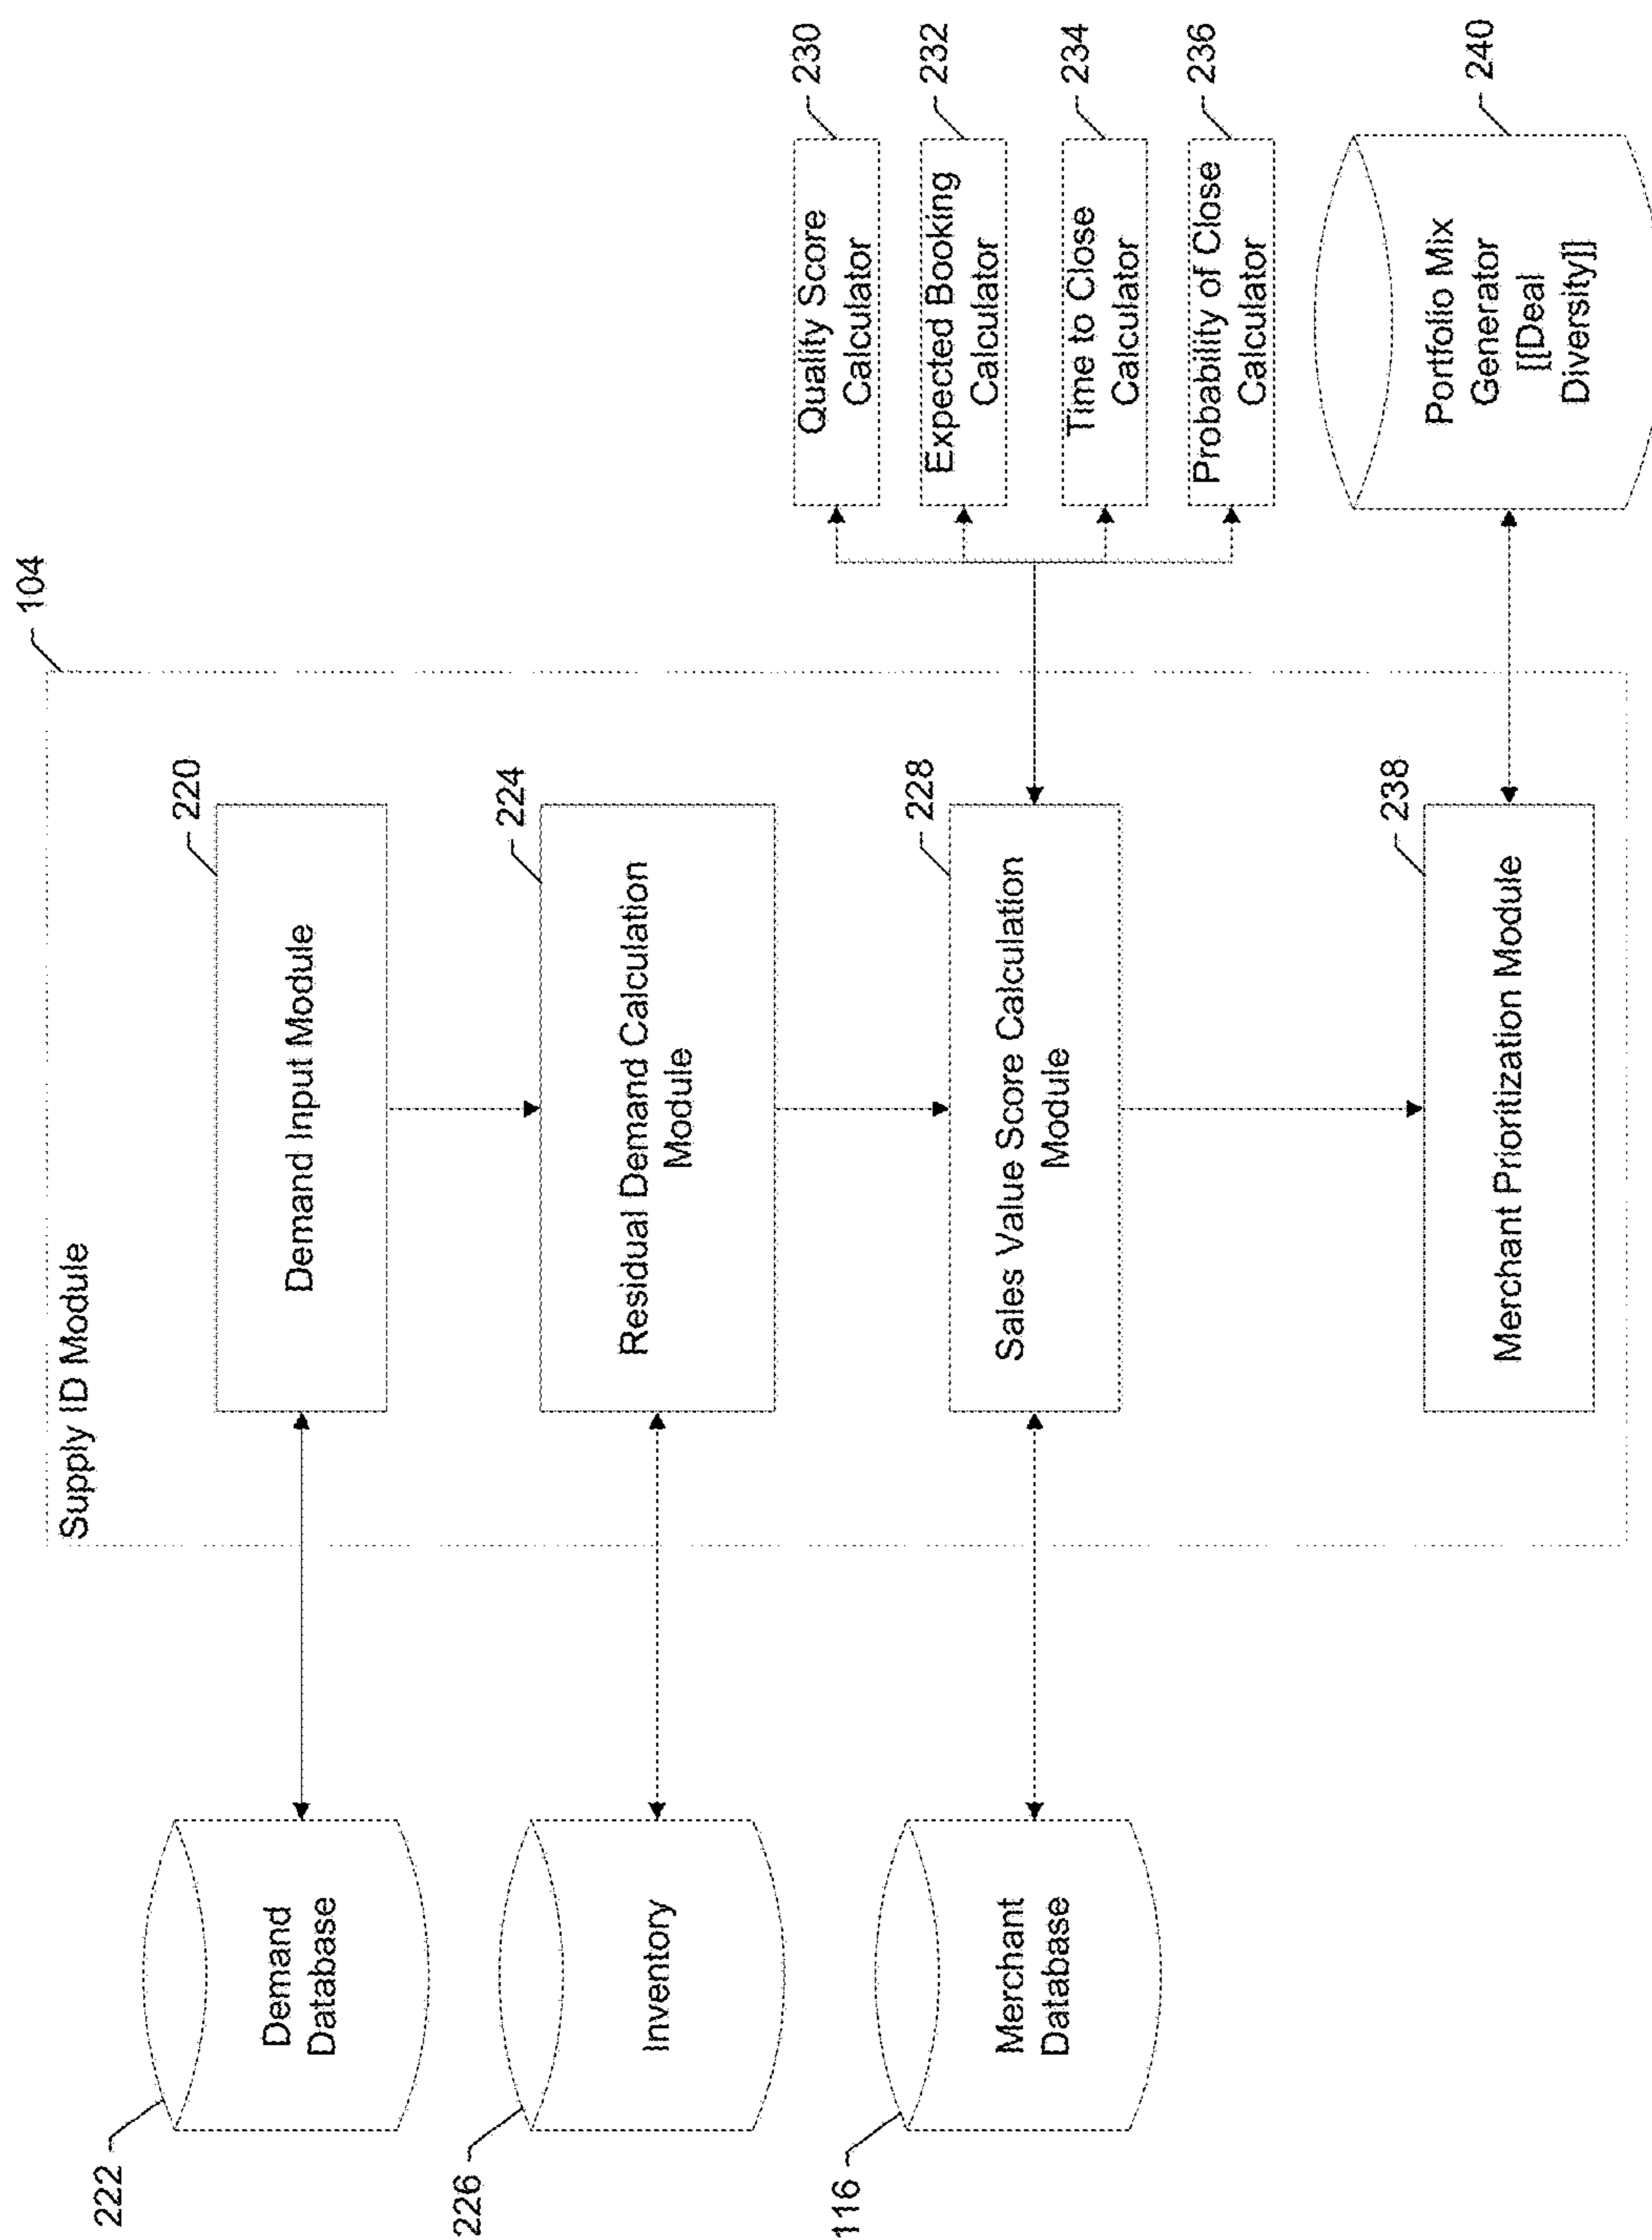 104
Supply ID Module
222
Demand
Database
220
Demand Input Module
226
Inventory
224
Residual Demand Calculation
Module
116
Merchant
Database
228
Sales Value Score Calculation
Module
230
Quality Score
Calculator
232
Expected Booking
Calculator
234
Time to Close
Calculator
236
Probability of Close
Calculator
238
Merchant Prioritization Module
240
Portfolio Mix
Generator
[[Deal
Diversity]]